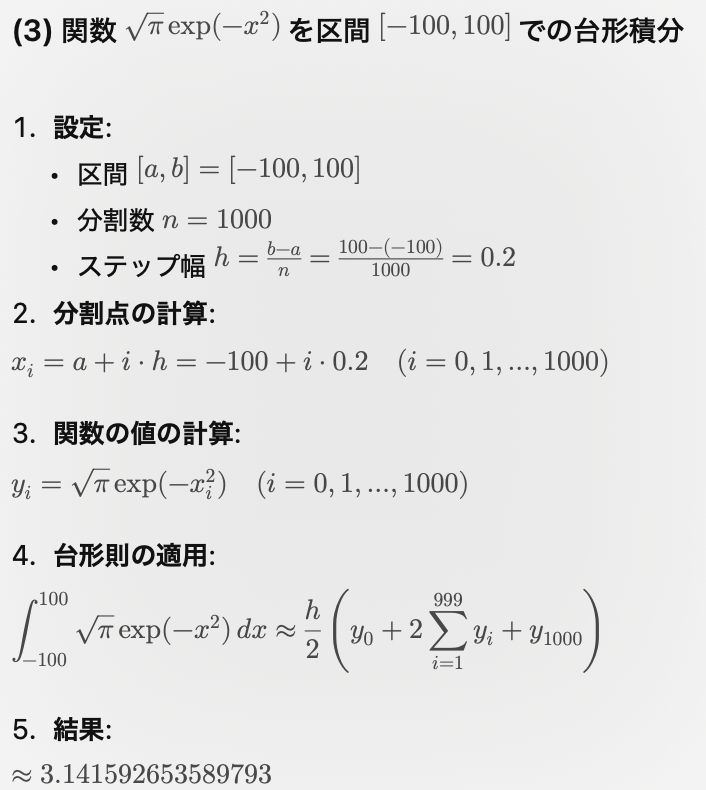 (3) 関数 $\sqrt{\pi} \exp(-x^2)$ を区間 $[-100, 100]$ での台形積分
1. 設定:
• 区間 $[a, b] = [-100, 100]$
• 分割数 $n = 1000$
• ステップ幅 $h = \frac{b-a}{n} = \frac{100-(-100)}{1000} = 0.2$
2. 分割点の計算:
$x_i = a + i \cdot h = -100 + i \cdot 0.2 \quad (i = 0, 1, ..., 1000)$
3. 関数の値の計算:
$y_i = \sqrt{\pi} \exp(-x_i^2) \quad (i = 0, 1, ..., 1000)$
4. 台形則の適用:
$\int_{-100}^{100} \sqrt{\pi} \exp(-x^2) \, dx \approx \frac{h}{2} \left( y_0 + 2 \sum_{i=1}^{999} y_i + y_{1000} \right)$
5. 結果:
$\approx 3.141592653589793$